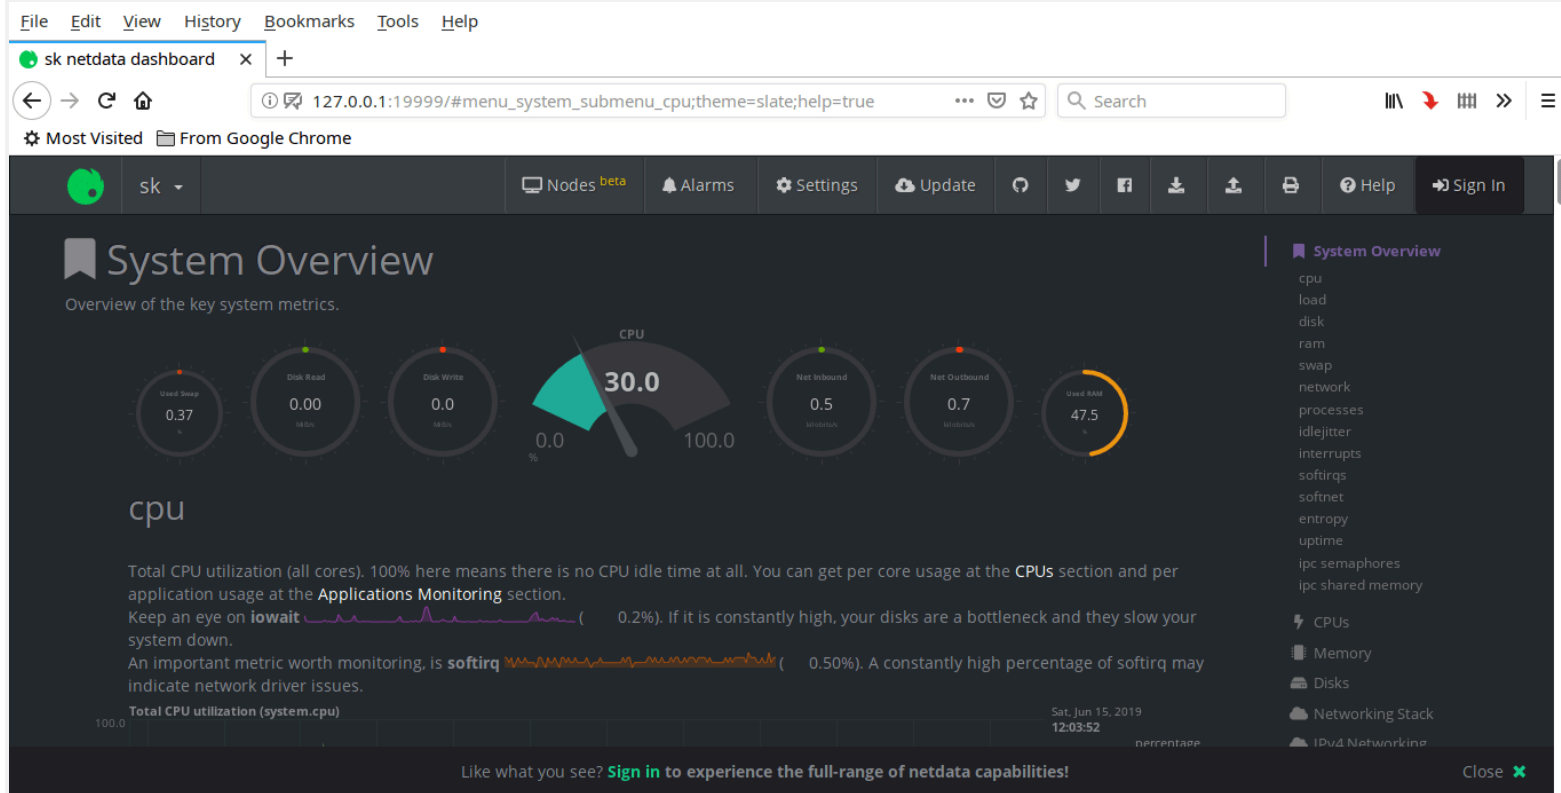 File Edit View History Bookmarks Tools Help
sk netdata dashboard
127.0.0.1:19999/#menu_system_submenu_cpu;theme=slate;help=true
Search
Most Visited From Google Chrome
sk
Nodes beta Alarms Settings Update Help Sign In
System Overview
Overview of the key system metrics.
Used Swap
0.37
%
Disk Read
0.00
MiB/s
Disk Write
0.0
MiB/s
CPU
30.0
0.0
100.0
%
Net Inbound
0.5
kilobits/s
Net Outbound
0.7
kilobits/s
Used RAM
47.5
%
cpu
Total CPU utilization (all cores). 100% here means there is no CPU idle time at all. You can get per core usage at the CPUs section and per
application usage at the Applications Monitoring section.
Keep an eye on iowait ( 0.2%). If it is constantly high, your disks are a bottleneck and they slow your
system down.
An important metric worth monitoring, is softirq ( 0.50%). A constantly high percentage of softirq may
indicate network driver issues.
Total CPU utilization (system.cpu)
100.0
Sat, Jun 15, 2019
12:03:52
percentage
System Overview
cpu
load
disk
ram
swap
network
processes
idlejitter
interrupts
softirqs
softnet
entropy
uptime
ipc semaphores
ipc shared memory
CPUs
Memory
Disks
Networking Stack
IPv4 Networking
Like what you see? Sign in to experience the full-range of netdata capabilities!
Close